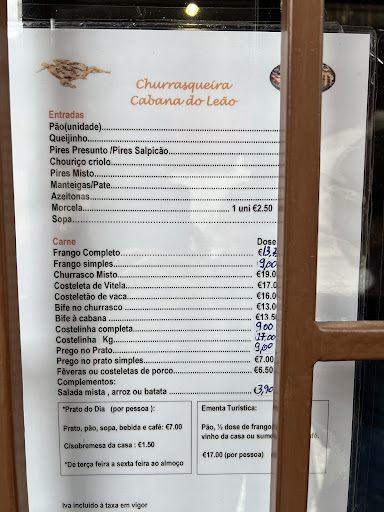 Churrasqueira
Cabana do Leão
Entradas
Pão(unidade)
Queijinho
Pires Presunto /Pires Salpicão
Chouriço criolo
Pires Misto
Manteigas/Pate
Azeitonas
Morcela 1 uni €2.50
Sopa
Carne Dose
Frango Completo
Frango simples 9,00
Churrasco Misto €19.0
Costeleta de Vitela €17.0
Costeletão de vaca €16.0
Bife no churrasco €13.0
Bife à cabana €13.5
Costelinha completa 9,00
Costelinha Kg 17.00
Prego no Prato 9,00
Prego no prato simples €7.00
Fêveras ou costeletas de porco €6.50
Complementos:
Salada mista , arroz ou batata €3,90
*Prato do Dia (por pessoa ):
Prato, pão, sopa, bebida e café: €7.00
C/sobremesa da casa : €1.50
*De terça feira a sexta feira ao almoço
Ementa Turística:
Pão, ½ dose de frango
vinho da casa ou sumo fé.
€17.00 (por pessoa)
Iva incluído à taxa em vigor